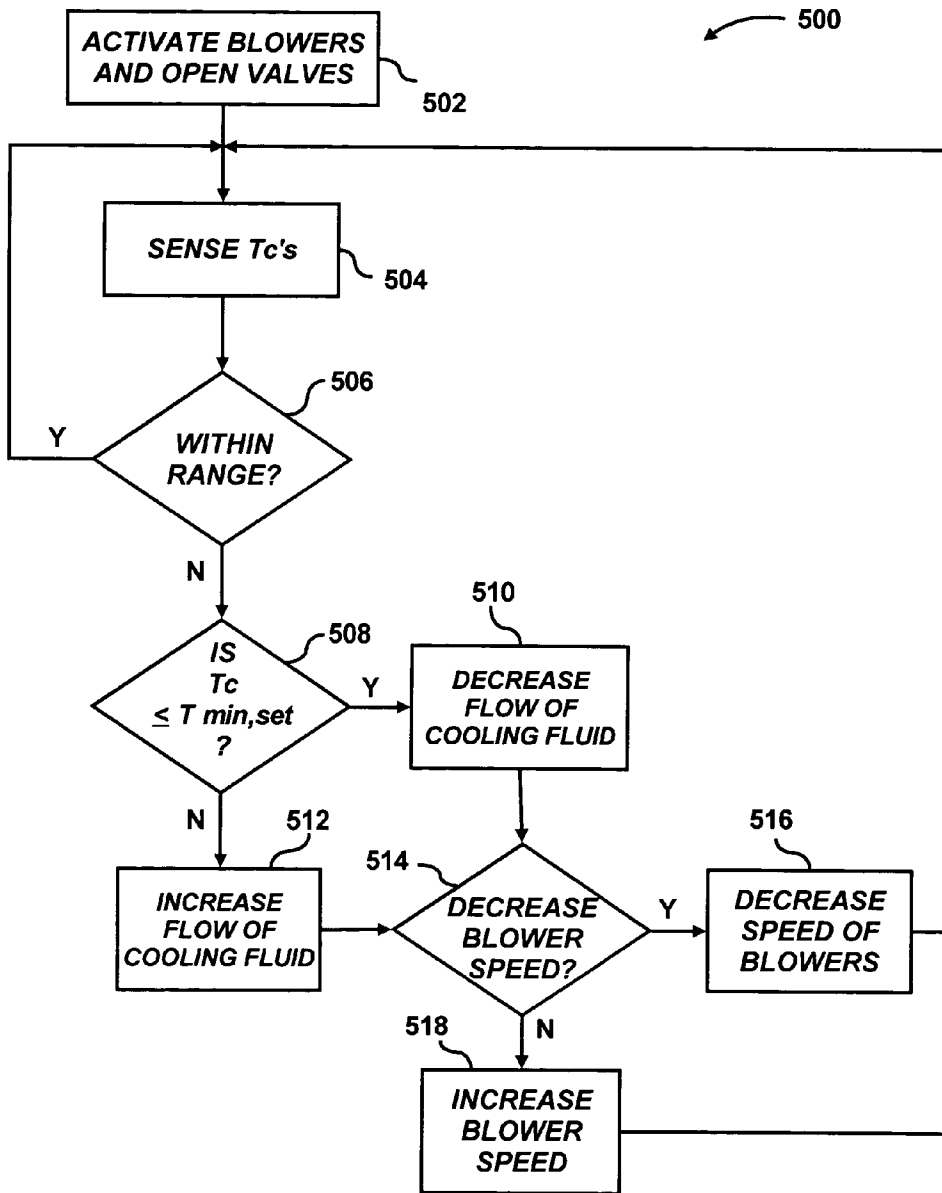 500
ACTIVATE BLOWERS
AND OPEN VALVES
502
SENSE Tc's
504
506
WITHIN
RANGE?
Y
N
508
IS
Tc
≤ T min,set
?
Y
N
510
DECREASE
FLOW OF
COOLING FLUID
512
INCREASE
FLOW OF
COOLING FLUID
514
DECREASE
BLOWER
SPEED?
Y
N
516
DECREASE
SPEED OF
BLOWERS
518
INCREASE
BLOWER
SPEED